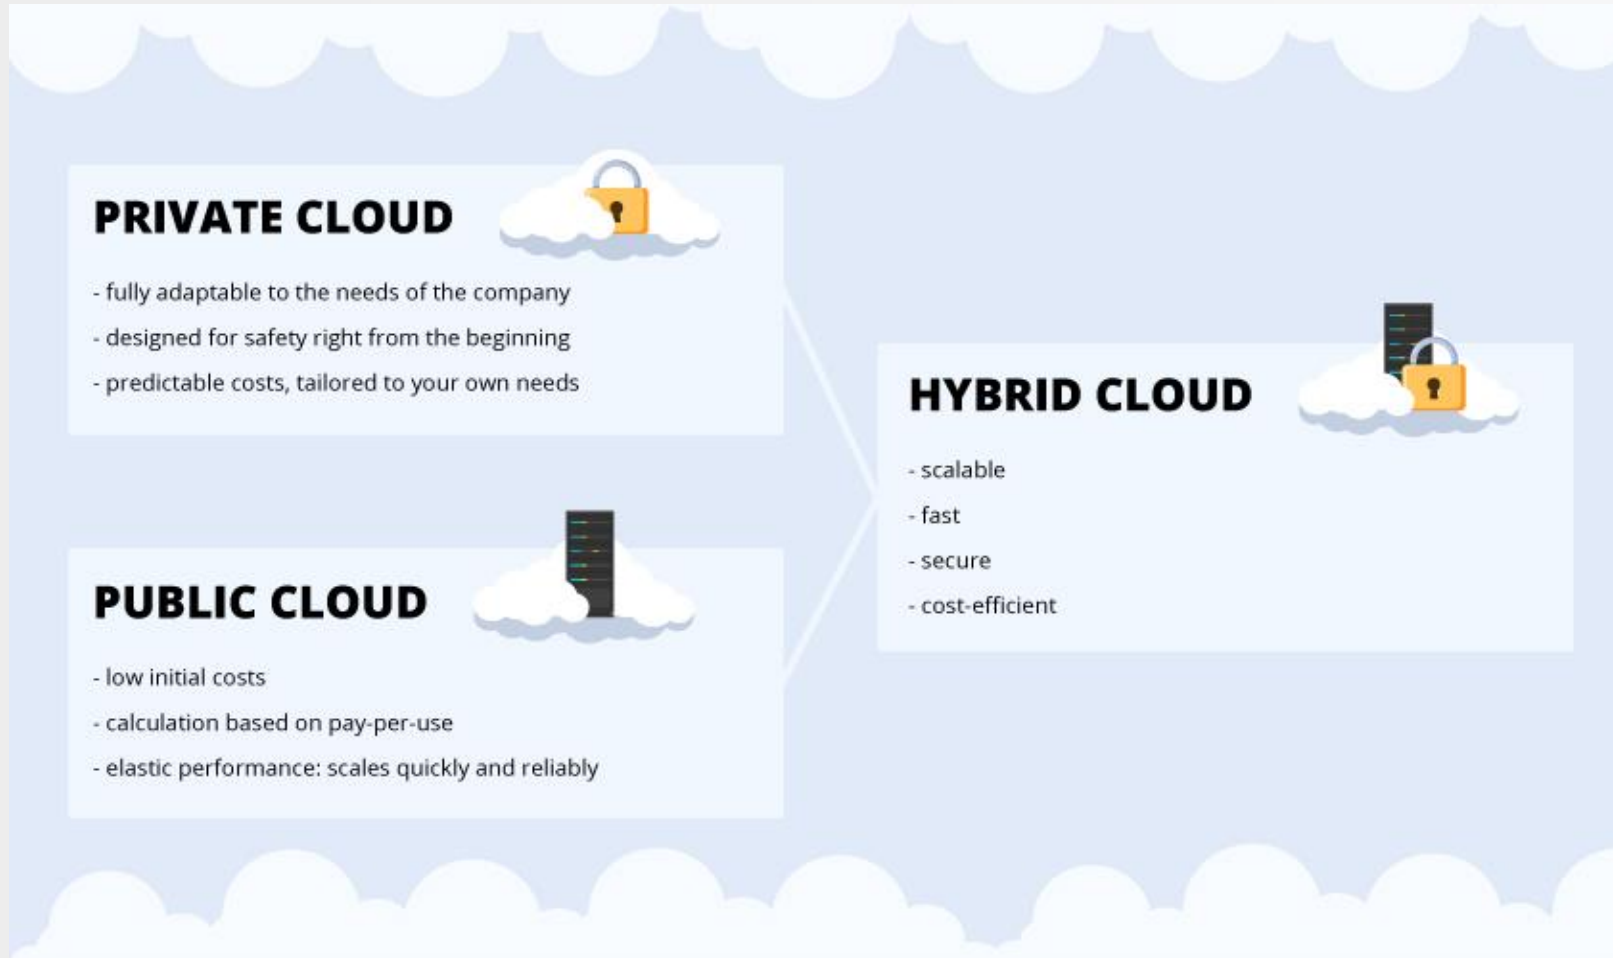 PRIVATE CLOUD
- fully adaptable to the needs of the company
- designed for safety right from the beginning
- predictable costs, tailored to your own needs
PUBLIC CLOUD
- low initial costs
- calculation based on pay-per-use
- elastic performance: scales quickly and reliably
HYBRID CLOUD
- scalable
- fast
- secure
- cost-efficient